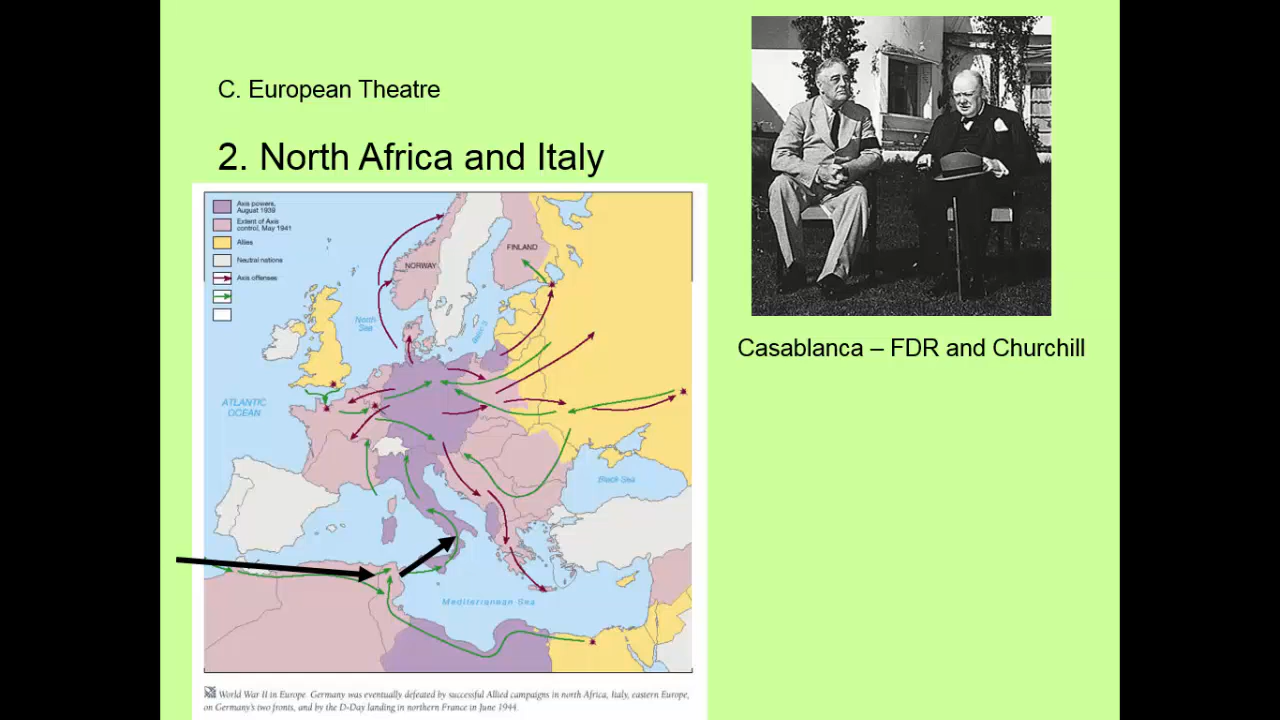 C. European Theatre
2. North Africa and Italy
Axis powers,
August 1939
Extent of Axis
control, May 1941
Allies
Neutral nations
Axis offenses
FINLAND
NORWAY
North
Sea
ATLANTIC
OCEAN
Black Sea
Mediterranean Sea
World War II in Europe. Germany was eventually defeated by successful Allied campaigns in north Africa, Italy, eastern Europe,
on Germany's two fronts, and by the D-Day landing in northern France in June 1944.
Casablanca – FDR and Churchill